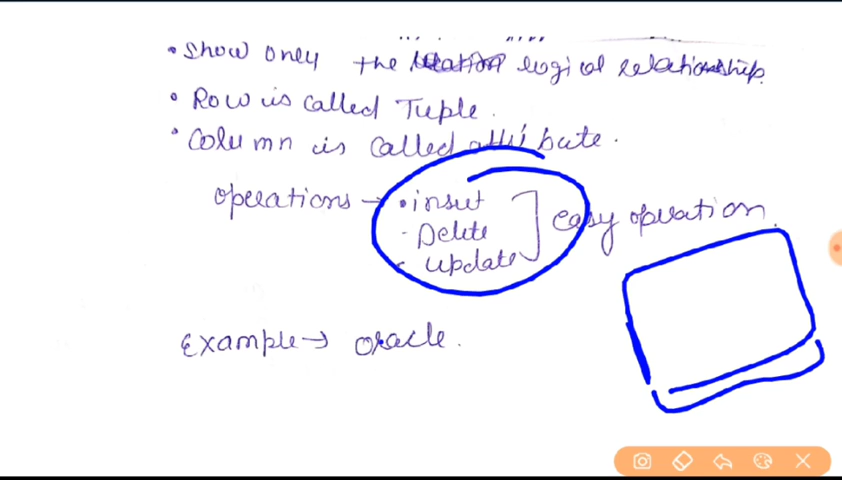 • Show only the logical relationship.
• Row is called Tuple.
• Column is called attribute.
operations → • insert
- Delete
- update
] easy operation.
Example → Oracle.